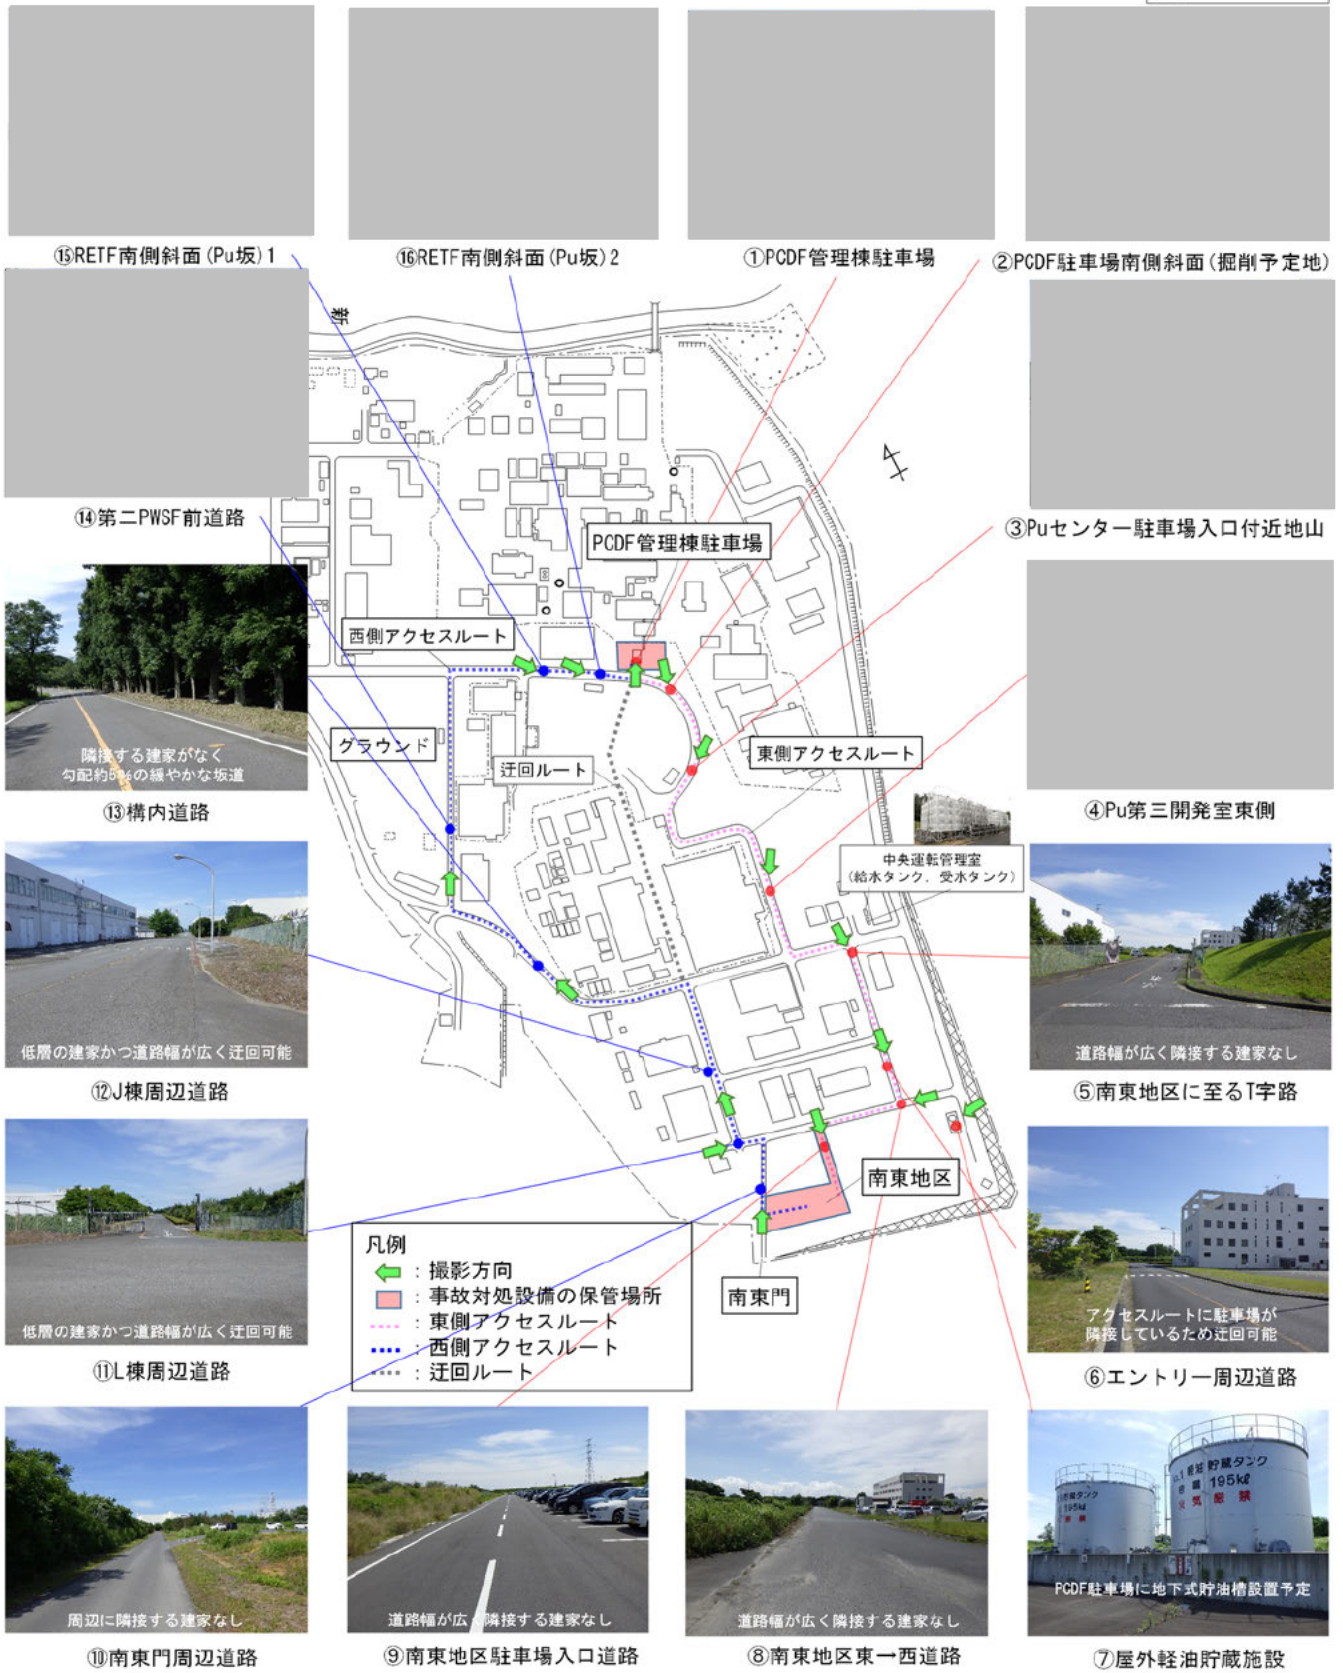 ⑮RETF南側斜面(Pu坂)1
⑯RETF南側斜面(Pu坂)2
①PCDF管理棟駐車場
②PCDF駐車場南側斜面(掘削予定地)
新
⑭第二PWSF前道路
③Puセンター駐車場入口付近地山
PCDF管理棟駐車場
西側アクセスルート
グラウンド
迂回ルート
東側アクセスルート
隣接する建家がなく
勾配約5%の緩やかな坂道
⑬構内道路
④Pu第三開発室東側
中央運転管理室
(給水タンク、受水タンク)
低層の建家かつ道路幅が広く迂回可能
⑫J棟周辺道路
道路幅が広く隣接する建家なし
⑤南東地区に至るT字路
南東地区
低層の建家かつ道路幅が広く迂回可能
⑪L棟周辺道路
凡例
：撮影方向
：事故対処設備の保管場所
：東側アクセスルート
：西側アクセスルート
：迂回ルート
南東門
アクセスルートに駐車場が
隣接しているため迂回可能
⑥エントリー周辺道路
周辺に隣接する建家なし
⑩南東門周辺道路
道路幅が広く隣接する建家なし
⑨南東地区駐車場入口道路
道路幅が広く隣接する建家なし
⑧南東地区東→西道路
軽油貯蔵タンク
195kℓ
火気厳禁
PCDF駐車場に地下式貯油槽設置予定
⑦屋外軽油貯蔵施設